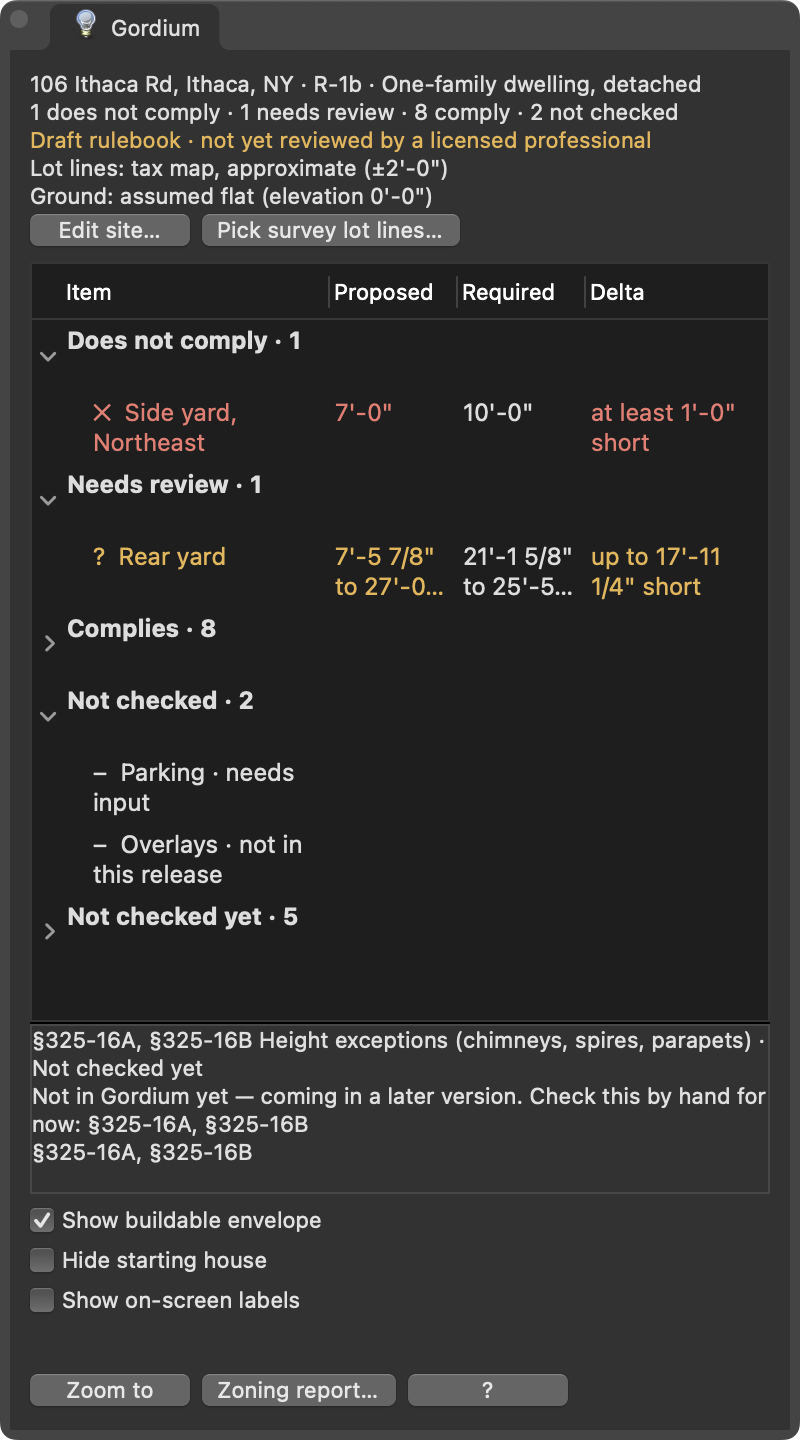 Gordium
106 Ithaca Rd, Ithaca, NY · R-1b · One-family dwelling, detached
1 does not comply · 1 needs review · 8 comply · 2 not checked
Draft rulebook · not yet reviewed by a licensed professional
Lot lines: tax map, approximate (±2'-0")
Ground: assumed flat (elevation 0'-0")
Edit site... Pick survey lot lines...
Item Proposed Required Delta
Does not comply · 1
✕ Side yard, 7'-0" 10'-0" at least 1'-0"
Northeast short
Needs review · 1
? Rear yard 7'-5 7/8" 21'-1 5/8" up to 17'-11
to 27'-0... to 25'-5... 1/4" short
Complies · 8
Not checked · 2
– Parking · needs
input
– Overlays · not in
this release
Not checked yet · 5
§325-16A, §325-16B Height exceptions (chimneys, spires, parapets) ·
Not checked yet
Not in Gordium yet — coming in a later version. Check this by hand for
now: §325-16A, §325-16B
§325-16A, §325-16B
Show buildable envelope
Hide starting house
Show on-screen labels
Zoom to Zoning report... ?